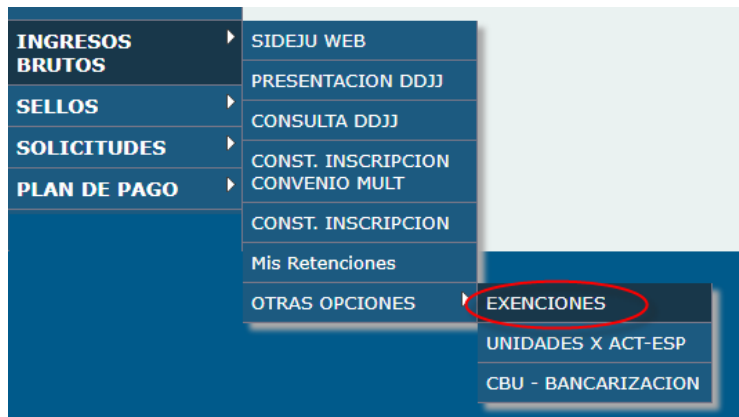 INGRESOS
BRUTOS
SELLOS
SOLICITUDES
PLAN DE PAGO
SIDEJU WEB
PRESENTACION DDJJ
CONSULTA DDJJ
CONST. INSCRIPCION
CONVENIO MULT
CONST. INSCRIPCION
Mis Retenciones
OTRAS OPCIONES
EXENCIONES
UNIDADES X ACT-ESP
CBU - BANCARIZACION